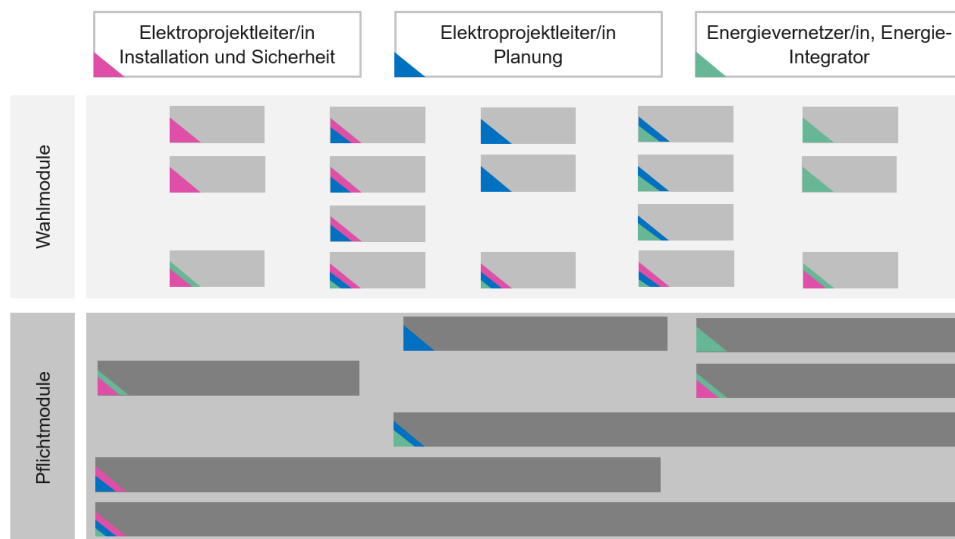 Elektroprojektleiter/in
Installation und Sicherheit
Elektroprojektleiter/in
Planung
Energievernetzer/in, Energie-
Integrator
Wahlmodule
Pflichtmodule